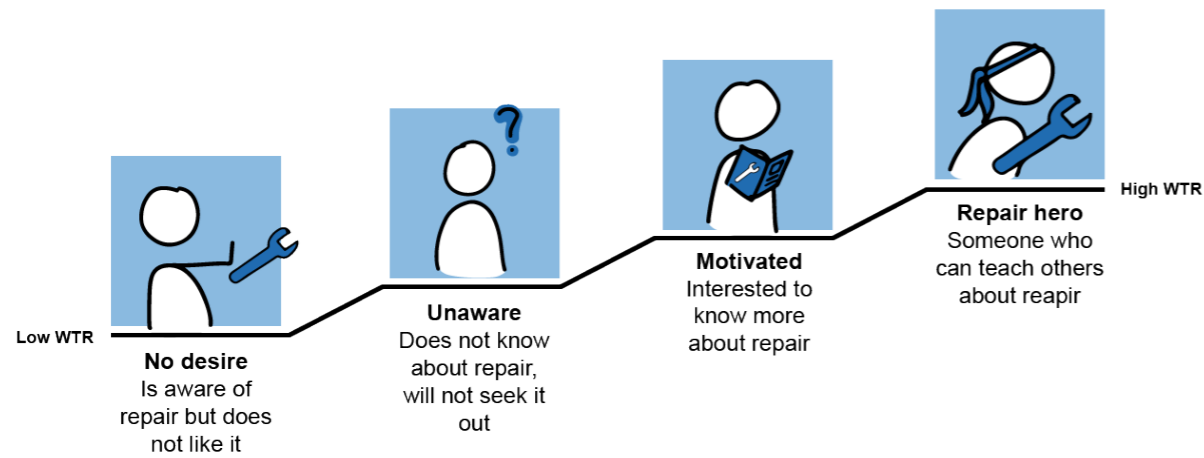 Low WTR
No desire
Is aware of
repair but does
not like it
Unaware
Does not know
about repair,
will not seek it
out
Motivated
Interested to
know more
about repair
Repair hero
Someone who
can teach others
about reapir
High WTR
?